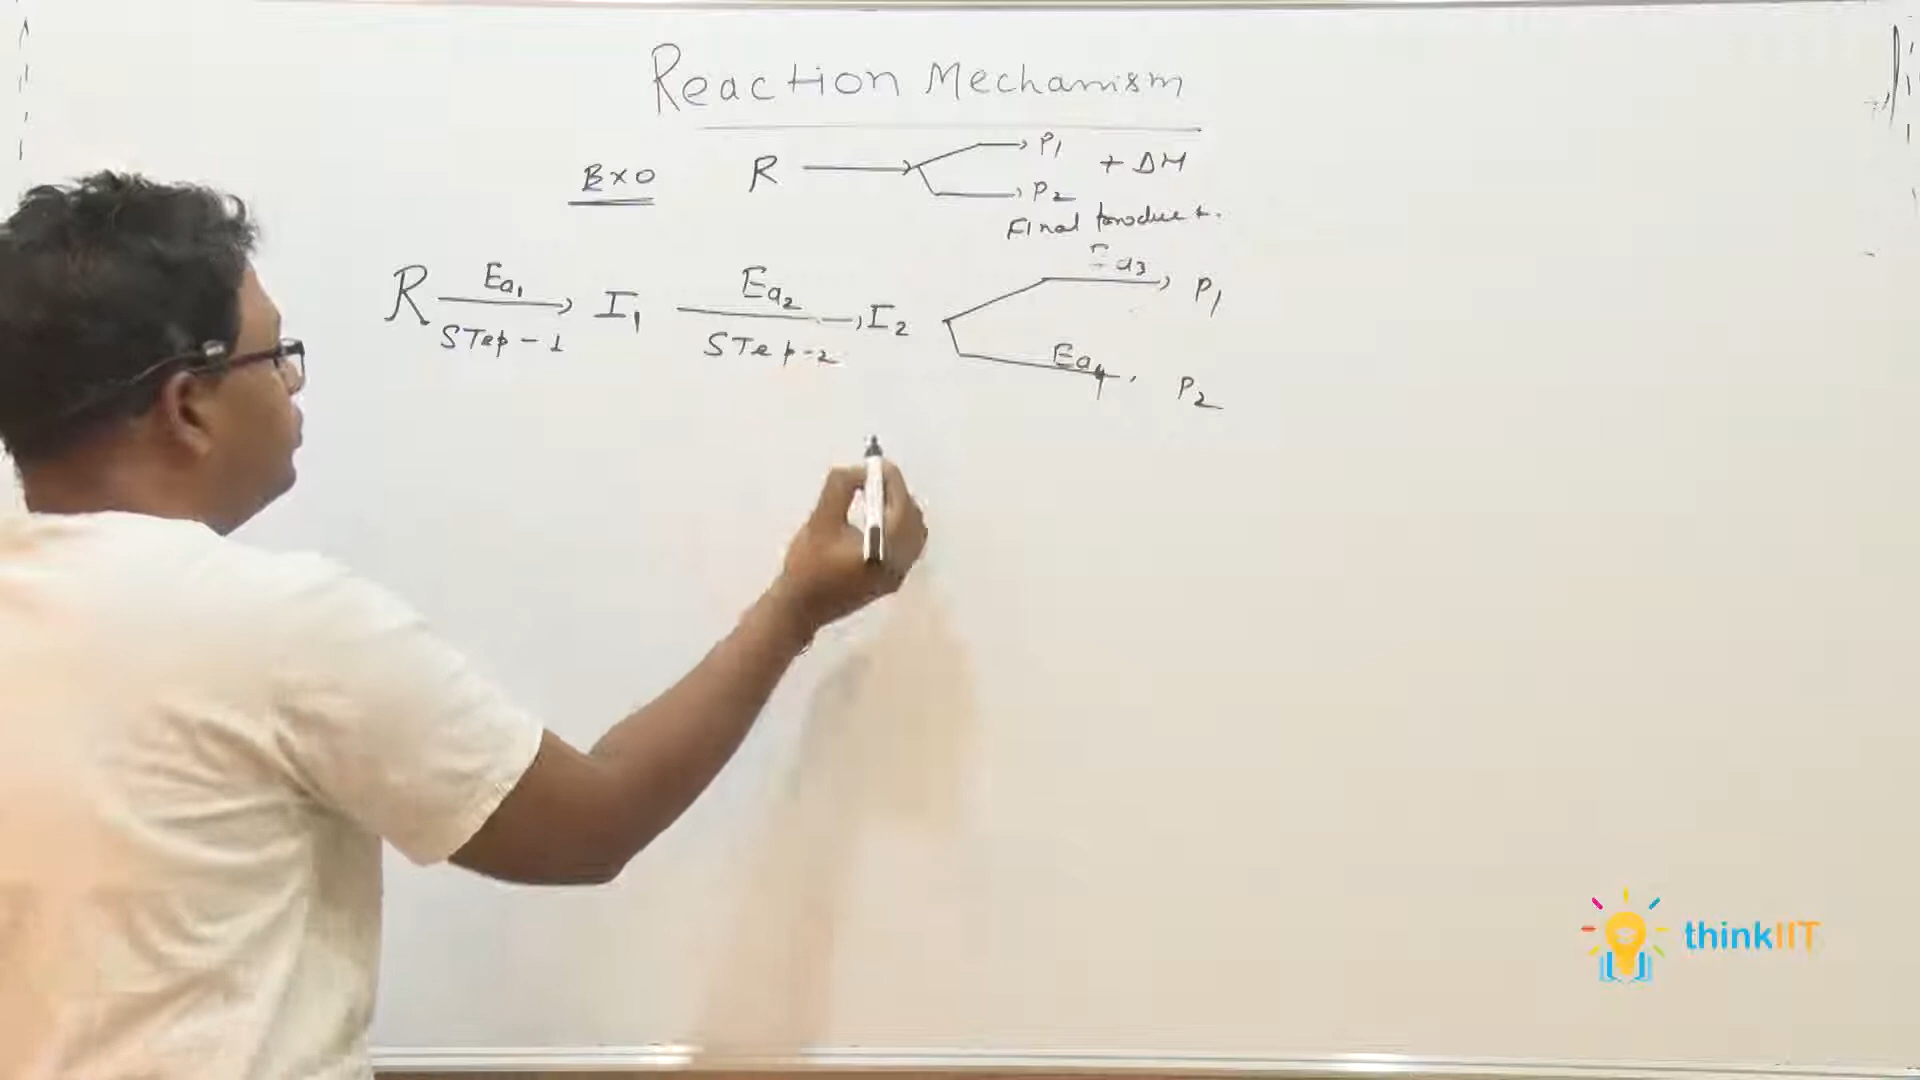 Reaction Mechanism
P1
Ex0 R + ΔH
P2
Final product.
Ea1 Ea2 Ea3
R I1 I2 P1
STep-1 STep-2 Ea4
P2
thinkIIT